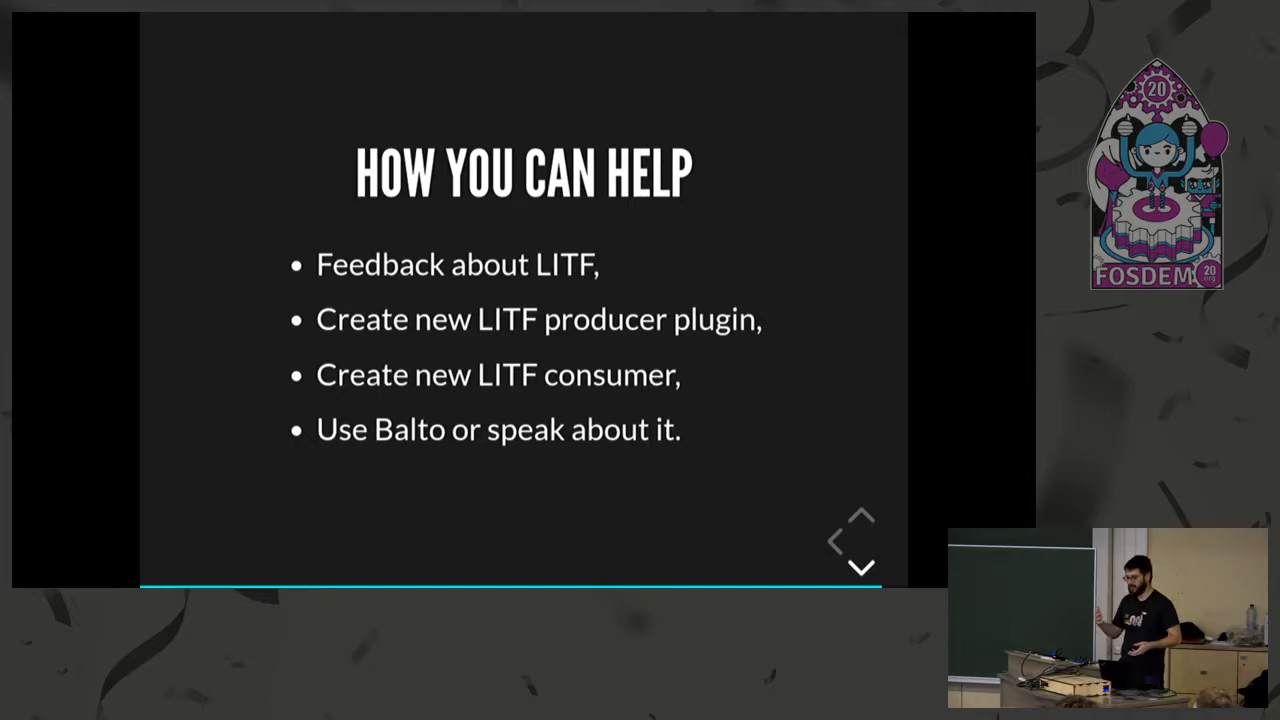 HOW YOU CAN HELP
Feedback about LITF,
Create new LITF producer plugin,
Create new LITF consumer,
Use Balto or speak about it.
20
FOSDEM
20
org